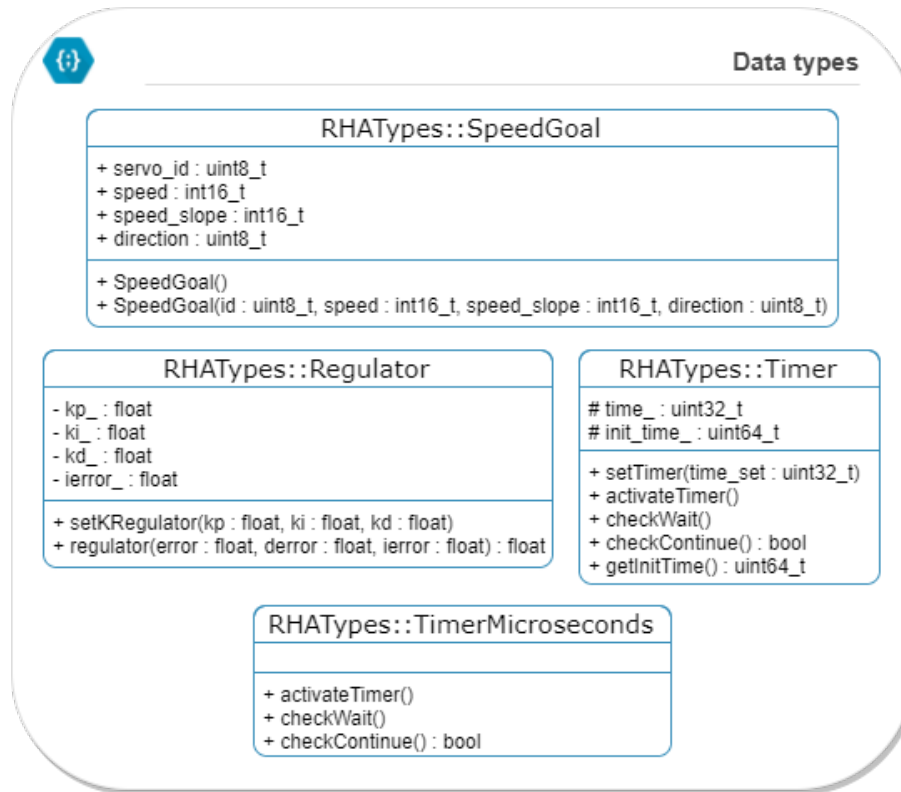 {;}
Data types
RHATypes::SpeedGoal
+ servo_id : uint8_t
+ speed : int16_t
+ speed_slope : int16_t
+ direction : uint8_t
+ SpeedGoal()
+ SpeedGoal(id : uint8_t, speed : int16_t, speed_slope : int16_t, direction : uint8_t)
RHATypes::Regulator
- kp_ : float
- ki_ : float
- kd_ : float
- ierror_ : float
+ setKRegulator(kp : float, ki : float, kd : float)
+ regulator(error : float, derror : float, ierror : float) : float
RHATypes::Timer
# time_ : uint32_t
# init_time_ : uint64_t
+ setTimer(time_set : uint32_t)
+ activateTimer()
+ checkWait()
+ checkContinue() : bool
+ getInitTime() : uint64_t
RHATypes::TimerMicroseconds
+ activateTimer()
+ checkWait()
+ checkContinue() : bool